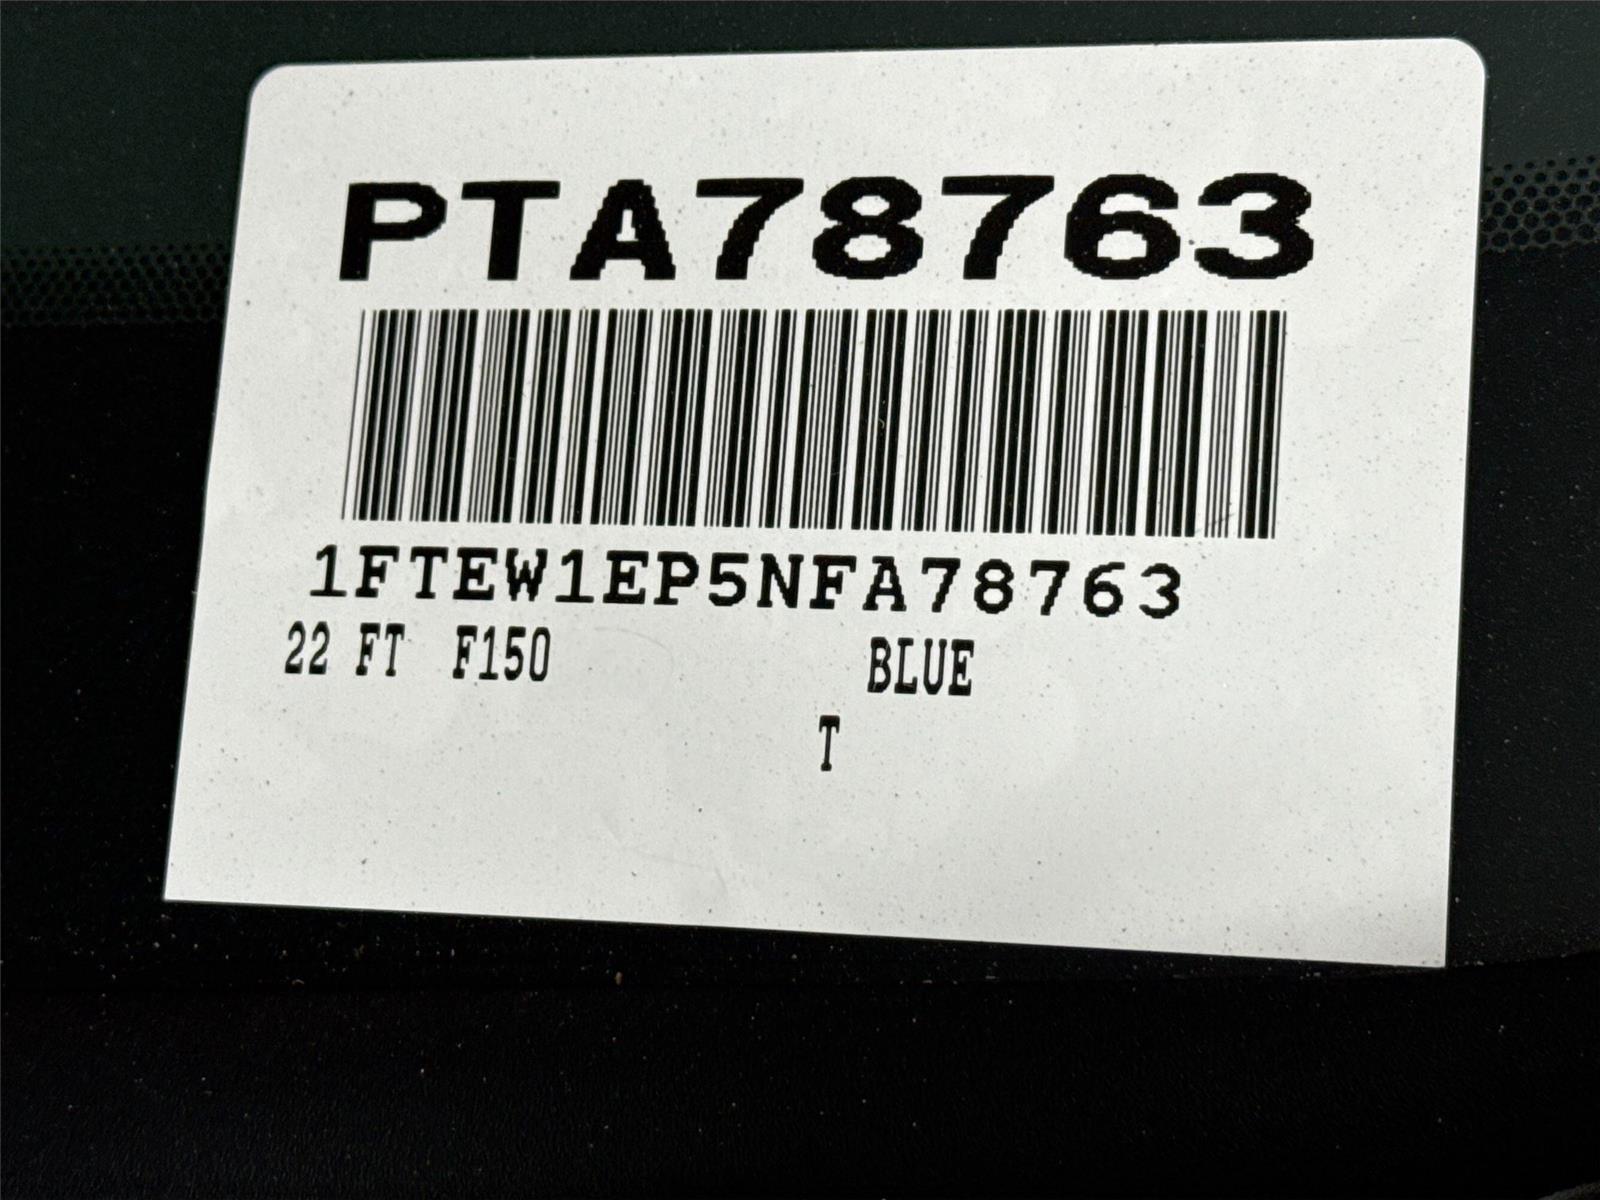 PTA78763
1FTEW1EP5NFA78763
22 FT F150 BLUE
T